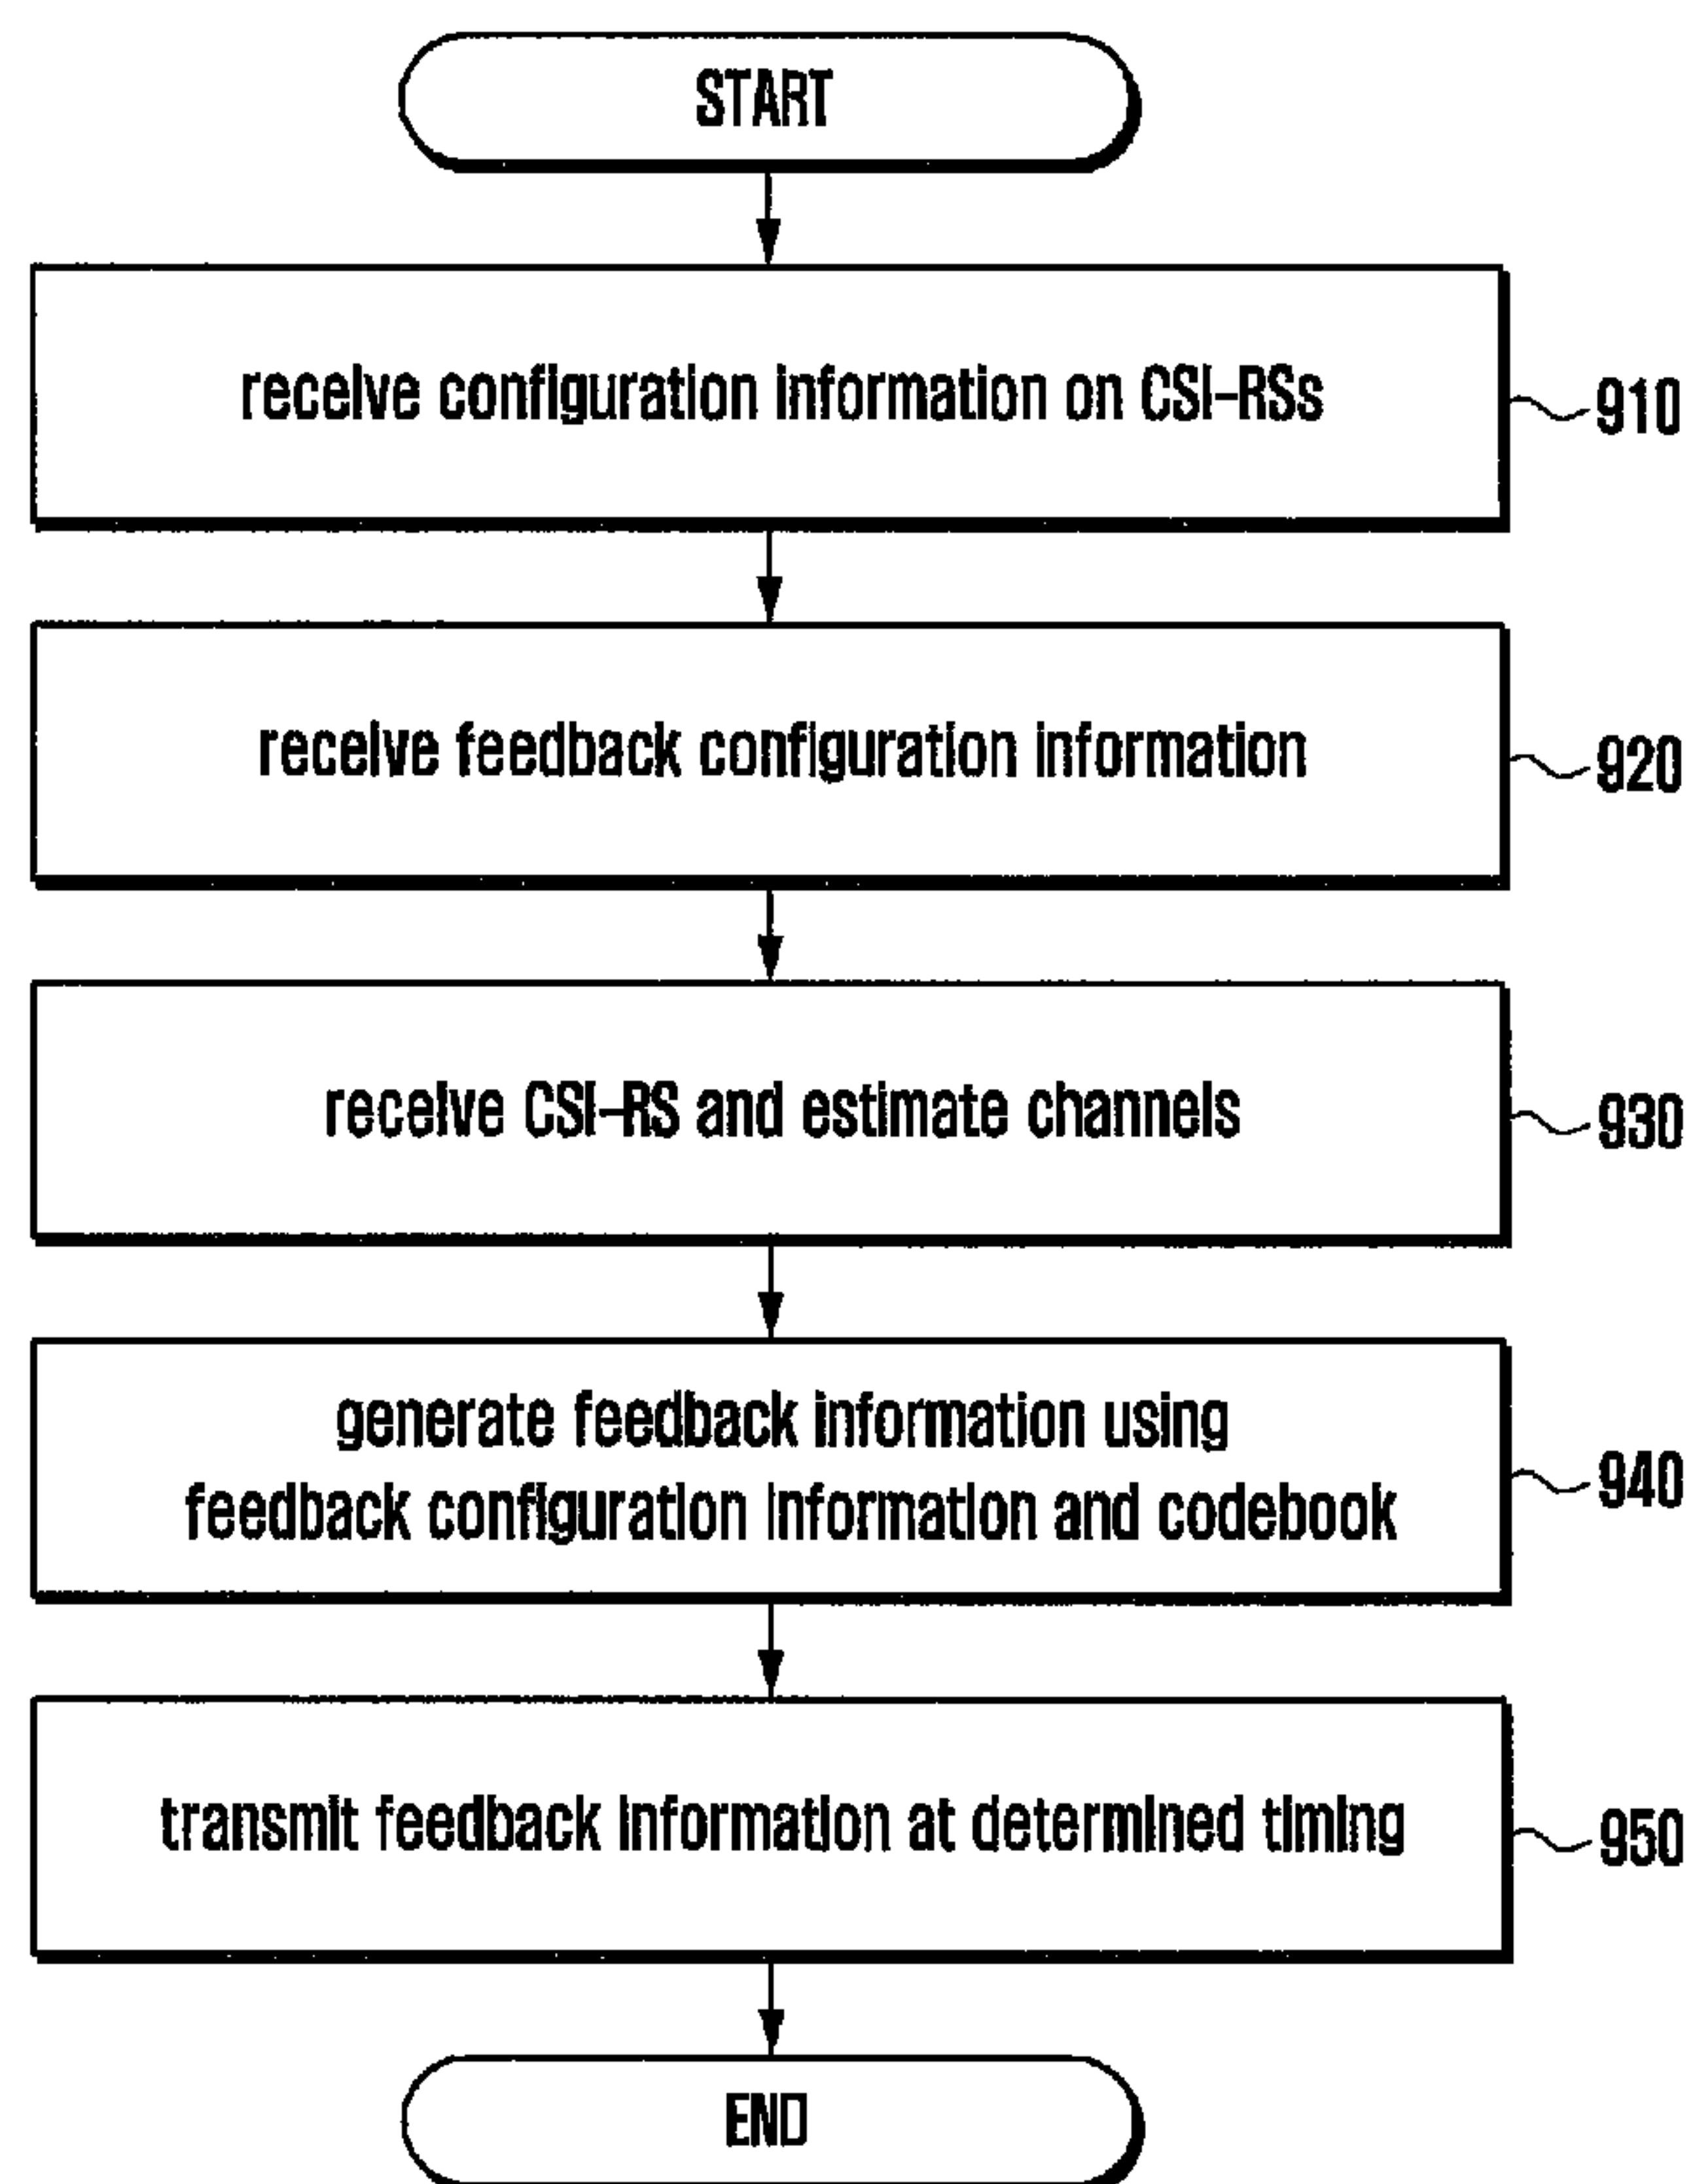 START
receive configuration information on CSI-RSs
910
receive feedback configuration information
920
receive CSI-RS and estimate channels
930
generate feedback information using
feedback configuration information and codebook
940
transmit feedback information at determined timing
950
END